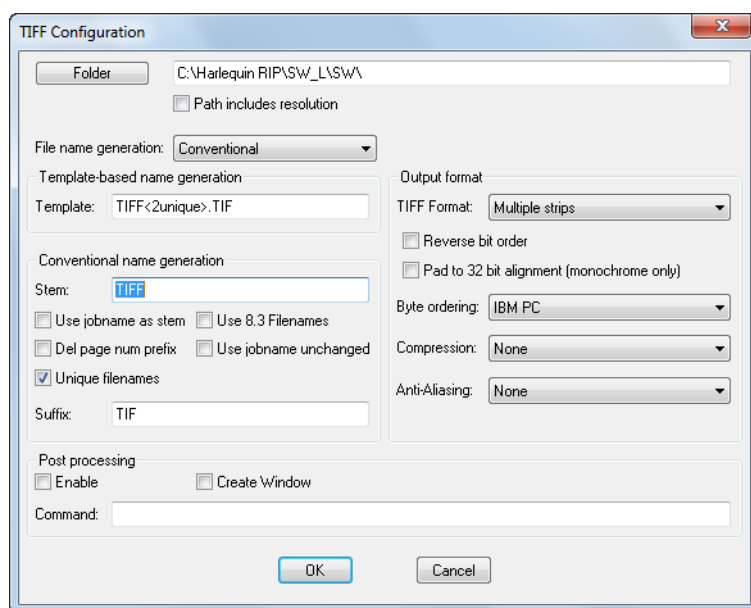 TIFF Configuration
Folder C:\Harlequin RIP\SW_L\SW\
Path includes resolution
File name generation: Conventional
Template-based name generation
Template: TIFF<2unique>.TIF
Conventional name generation
Stem: TIFF
Use jobname as stem Use 8.3 Filenames
Del page num prefix Use jobname unchanged
Unique filenames
Suffix: TIF
Output format
TIFF Format: Multiple strips
Reverse bit order
Pad to 32 bit alignment (monochrome only)
Byte ordering: IBM PC
Compression: None
Anti-Aliasing: None
Post processing
Enable Create Window
Command:
OK Cancel